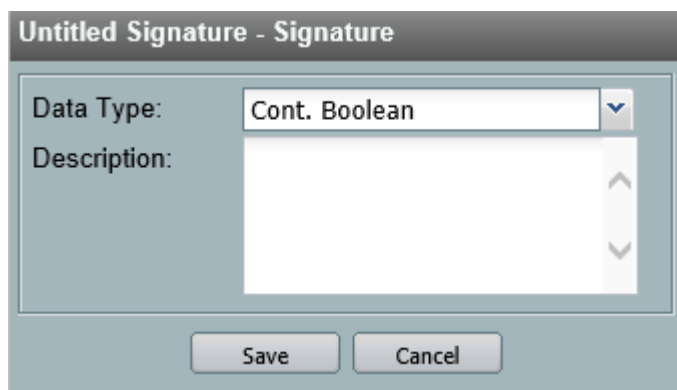 Untitled Signature - Signature
Data Type: Cont. Boolean
Description:
Save Cancel